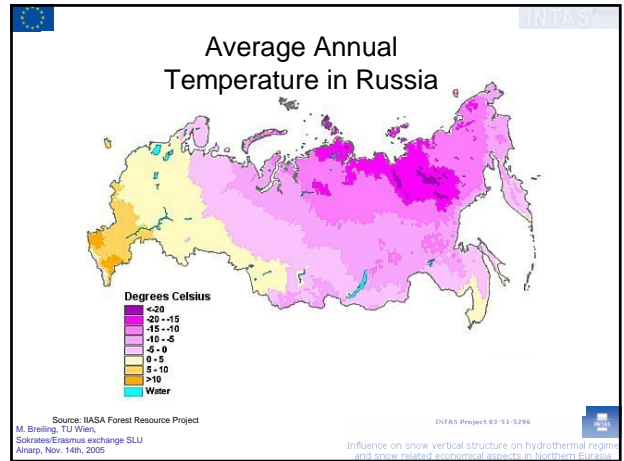 INTAS
Average Annual
Temperature in Russia
Degrees Celsius
<-20
-20 - -15
-15 - -10
-10 - -5
-5 - 0
0 - 5
5 - 10
>10
Water
Source: IIASA Forest Resource Project
M. Breiling, TU Wien,
Sokrates/Erasmus exchange SLU
Alnarp, Nov. 14th, 2005
INTAS Project 03-51-5296
INTAS
Influence on snow vertical structure on hydrothermal regime
and snow related economical aspects in Northern Eurasia